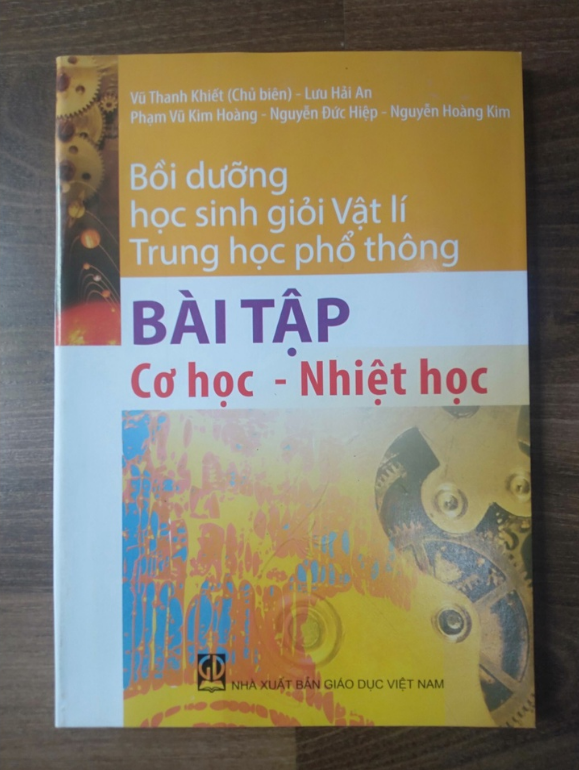 Vũ Thanh Khiết (Chủ biên) - Lưu Hải An
Phạm Vũ Kim Hoàng - Nguyễn Đức Hiệp - Nguyễn Hoàng Kim
Bồi dưỡng
học sinh giỏi Vật lí
Trung học phổ thông
BÀI TẬP
Cơ học - Nhiệt học
GD
NHÀ XUẤT BẢN GIÁO DỤC VIỆT NAM